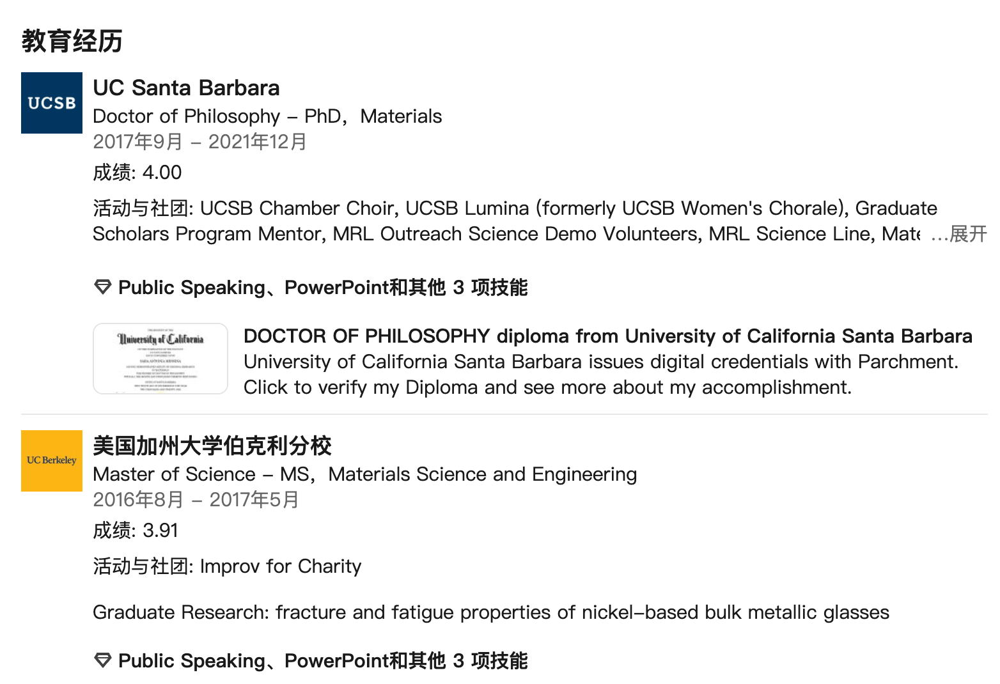 教育经历
UCSB
UC Santa Barbara
Doctor of Philosophy - PhD，Materials
2017年9月 - 2021年12月
成绩: 4.00
活动与社团: UCSB Chamber Choir, UCSB Lumina (formerly UCSB Women's Chorale), Graduate
Scholars Program Mentor, MRL Outreach Science Demo Volunteers, MRL Science Line, Mate …展开
Public Speaking、PowerPoint和其他 3 项技能
University of California
DOCTOR OF PHILOSOPHY diploma from University of California Santa Barbara
University of California Santa Barbara issues digital credentials with Parchment.
Click to verify my Diploma and see more about my accomplishment.
UC Berkeley
美国加州大学伯克利分校
Master of Science - MS，Materials Science and Engineering
2016年8月 - 2017年5月
成绩: 3.91
活动与社团: Improv for Charity
Graduate Research: fracture and fatigue properties of nickel-based bulk metallic glasses
Public Speaking、PowerPoint和其他 3 项技能